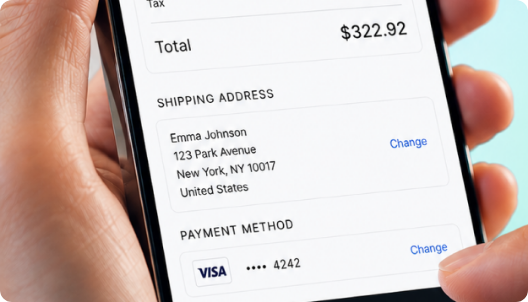 Tax
Total $322.92
SHIPPING ADDRESS
Emma Johnson
123 Park Avenue
New York, NY 10017
United States
Change
PAYMENT METHOD
VISA •••• 4242 Change